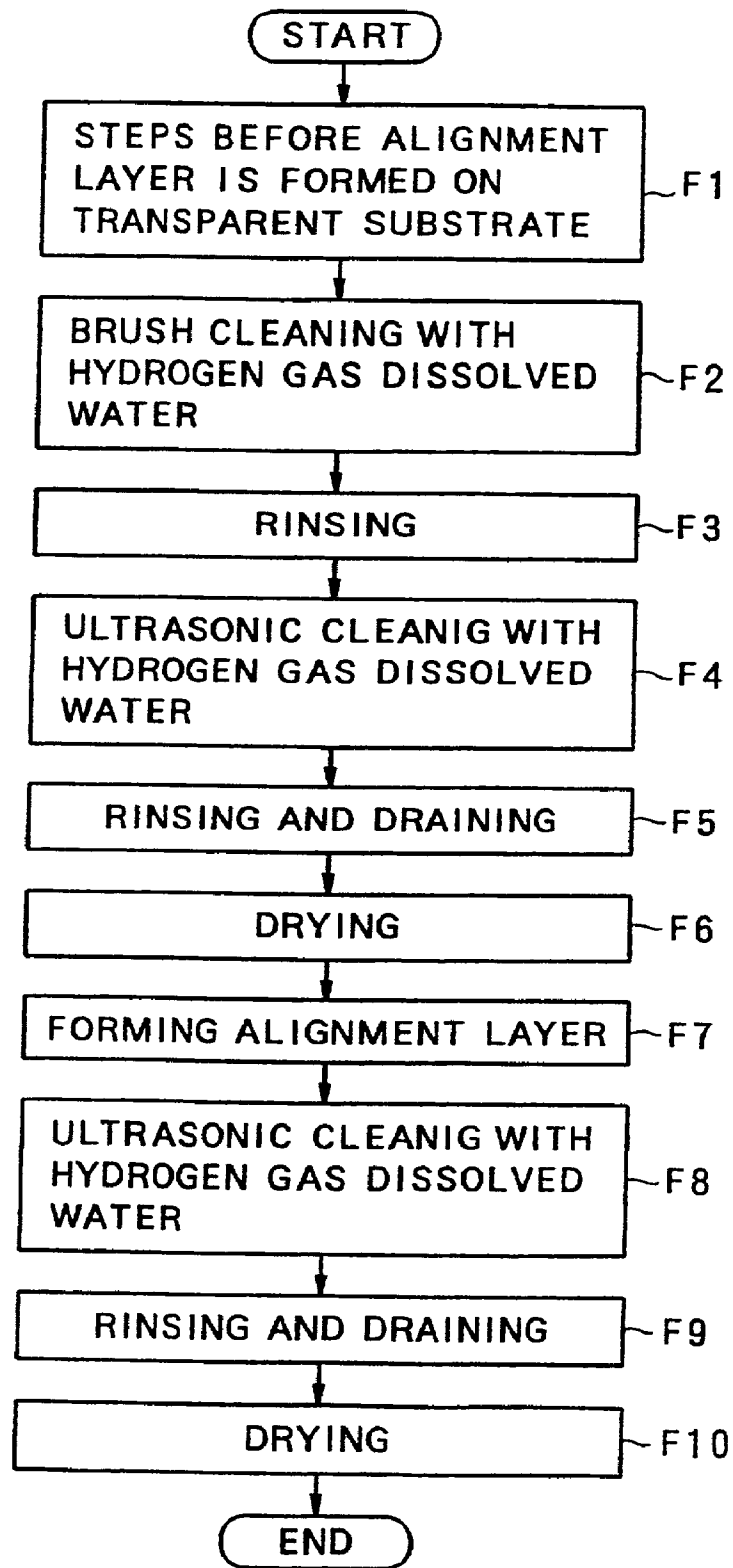 START
STEPS BEFORE ALIGNMENT
LAYER IS FORMED ON
TRANSPARENT SUBSTRATE
F1
BRUSH CLEANING WITH
HYDROGEN GAS DISSOLVED
WATER
F2
RINSING
F3
ULTRASONIC CLEANIG WITH
HYDROGEN GAS DISSOLVED
WATER
F4
RINSING AND DRAINING
F5
DRYING
F6
FORMING ALIGNMENT LAYER
F7
ULTRASONIC CLEANIG WITH
HYDROGEN GAS DISSOLVED
WATER
F8
RINSING AND DRAINING
F9
DRYING
F10
END